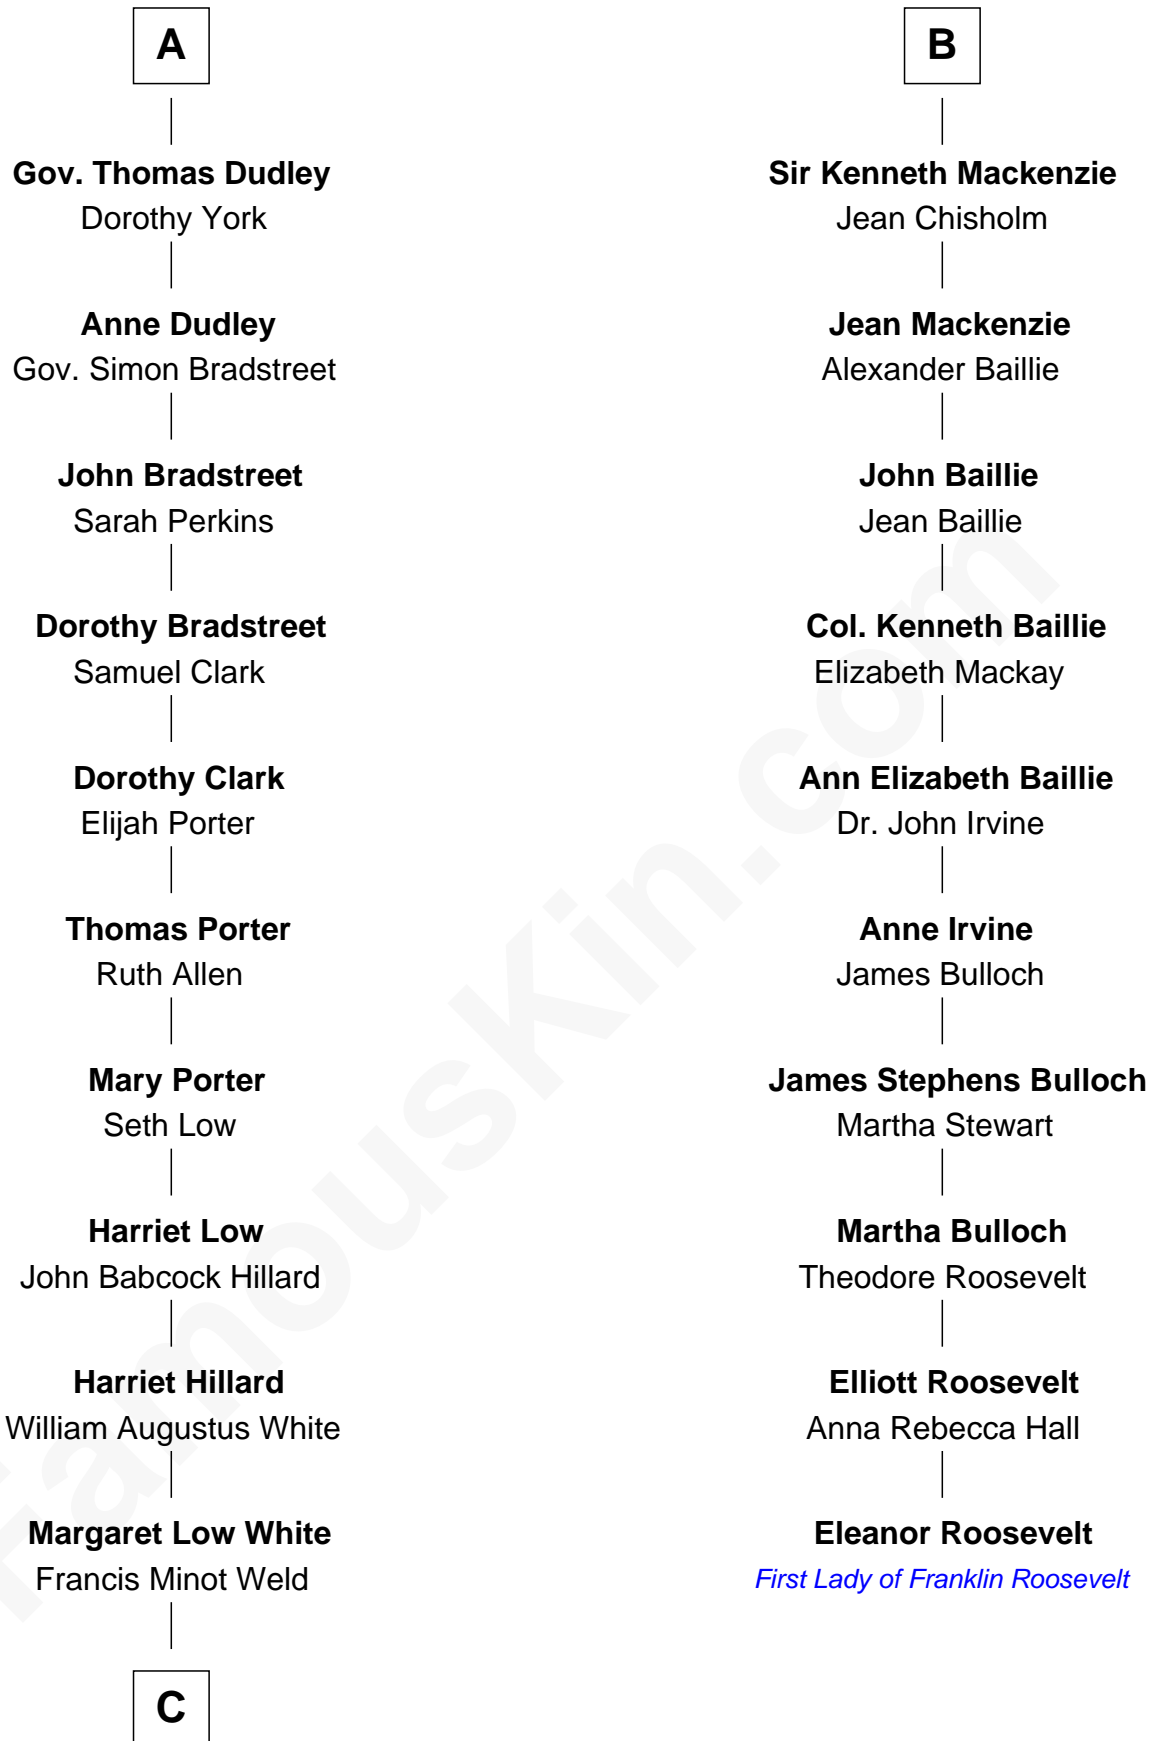 A
Gov. Thomas Dudley
Dorothy York
Anne Dudley
Gov. Simon Bradstreet
John Bradstreet
Sarah Perkins
Dorothy Bradstreet
Samuel Clark
Dorothy Clark
Elijah Porter
Thomas Porter
Ruth Allen
Mary Porter
Seth Low
Harriet Low
John Babcock Hillard
Harriet Hillard
William Augustus White
Margaret Low White
Francis Minot Weld
C
B
Sir Kenneth Mackenzie
Jean Chisholm
Jean Mackenzie
Alexander Baillie
John Baillie
Jean Baillie
Col. Kenneth Baillie
Elizabeth Mackay
Ann Elizabeth Baillie
Dr. John Irvine
Anne Irvine
James Bulloch
James Stephens Bulloch
Martha Stewart
Martha Bulloch
Theodore Roosevelt
Elliott Roosevelt
Anna Rebecca Hall
Eleanor Roosevelt
First Lady of Franklin Roosevelt
FamousKin.com